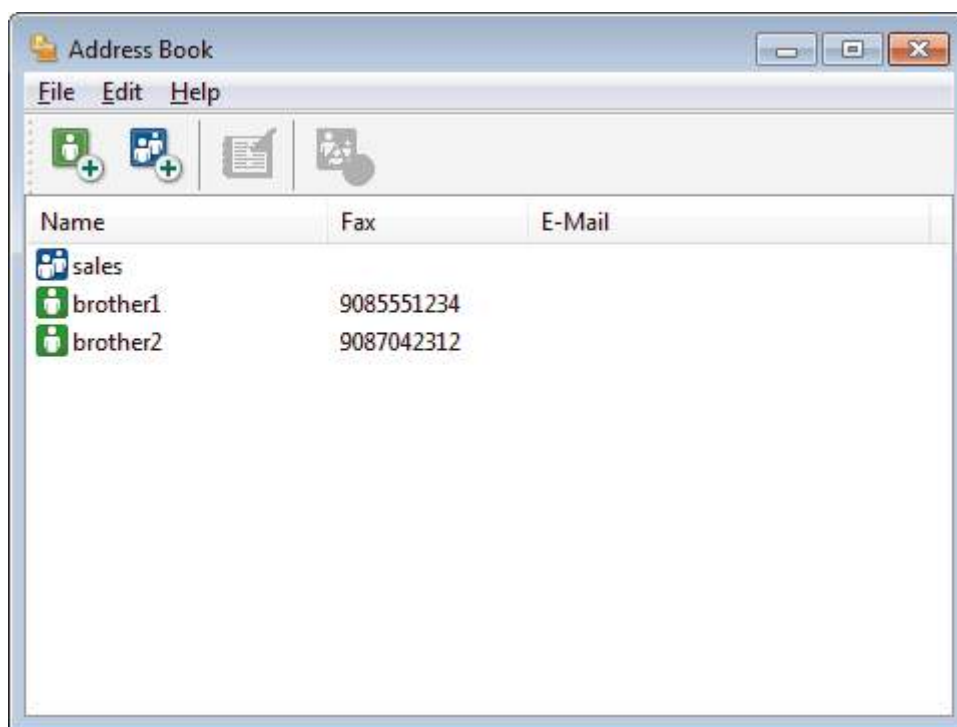 Address Book
File Edit Help
Name Fax E-Mail
sales
brother1 9085551234
brother2 9087042312